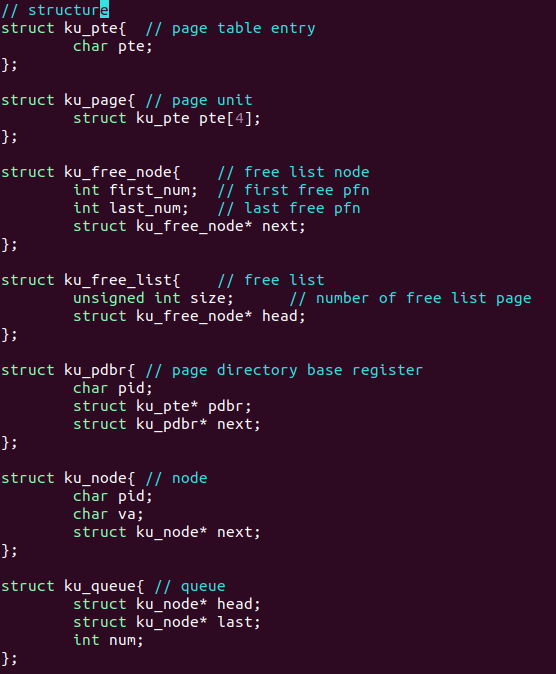 // structure
struct ku_pte{  // page table entry
        char pte;
};

struct ku_page{ // page unit
        struct ku_pte pte[4];
};

struct ku_free_node{    // free list node
        int first_num;  // first free pfn
        int last_num;   // last free pfn
        struct ku_free_node* next;
};

struct ku_free_list{    // free list
        unsigned int size;      // number of free list page
        struct ku_free_node* head;
};

struct ku_pdbr{ // page directory base register
        char pid;
        struct ku_pte* pdbr;
        struct ku_pdbr* next;
};

struct ku_node{ // node
        char pid;
        char va;
        struct ku_node* next;
};

struct ku_queue{ // queue
        struct ku_node* head;
        struct ku_node* last;
        int num;
};